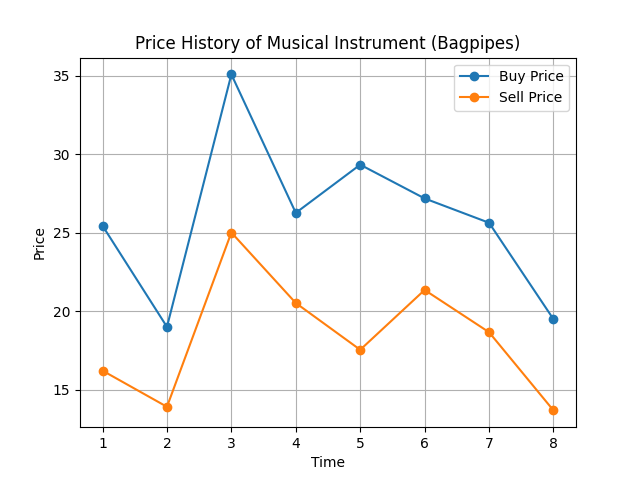 Price History of Musical Instrument (Bagpipes)
Buy Price
Sell Price
Price
35
30
25
20
15
1 2 3 4 5 6 7 8
Time